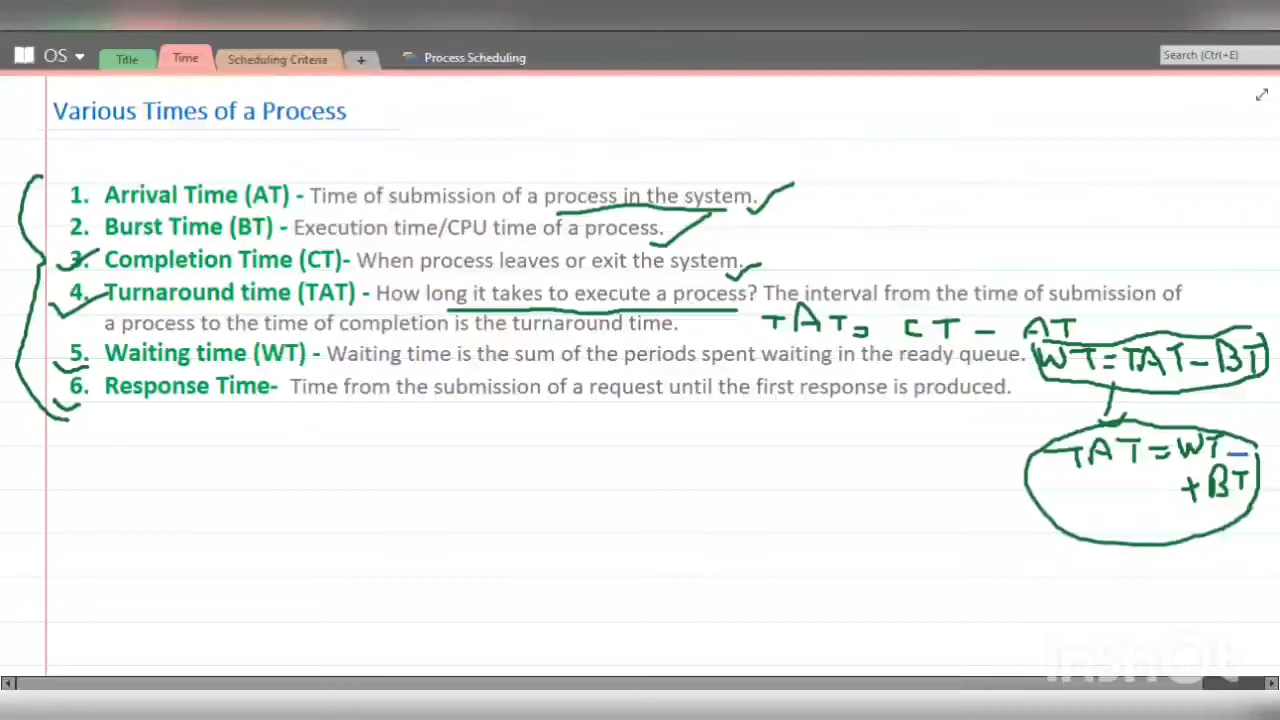 OS Title Time Scheduling Criteria + Process Scheduling Search (Ctrl+E)
Various Times of a Process
1. Arrival Time (AT) - Time of submission of a process in the system.
2. Burst Time (BT) - Execution time/CPU time of a process.
3. Completion Time (CT)- When process leaves or exit the system.
4. Turnaround time (TAT) - How long it takes to execute a process? The interval from the time of submission of
a process to the time of completion is the turnaround time.
TAT = CT - AT
5. Waiting time (WT) - Waiting time is the sum of the periods spent waiting in the ready queue.
WT = TAT - BT
6. Response Time- Time from the submission of a request until the first response is produced.
TAT = WT
+ BT
InShOt